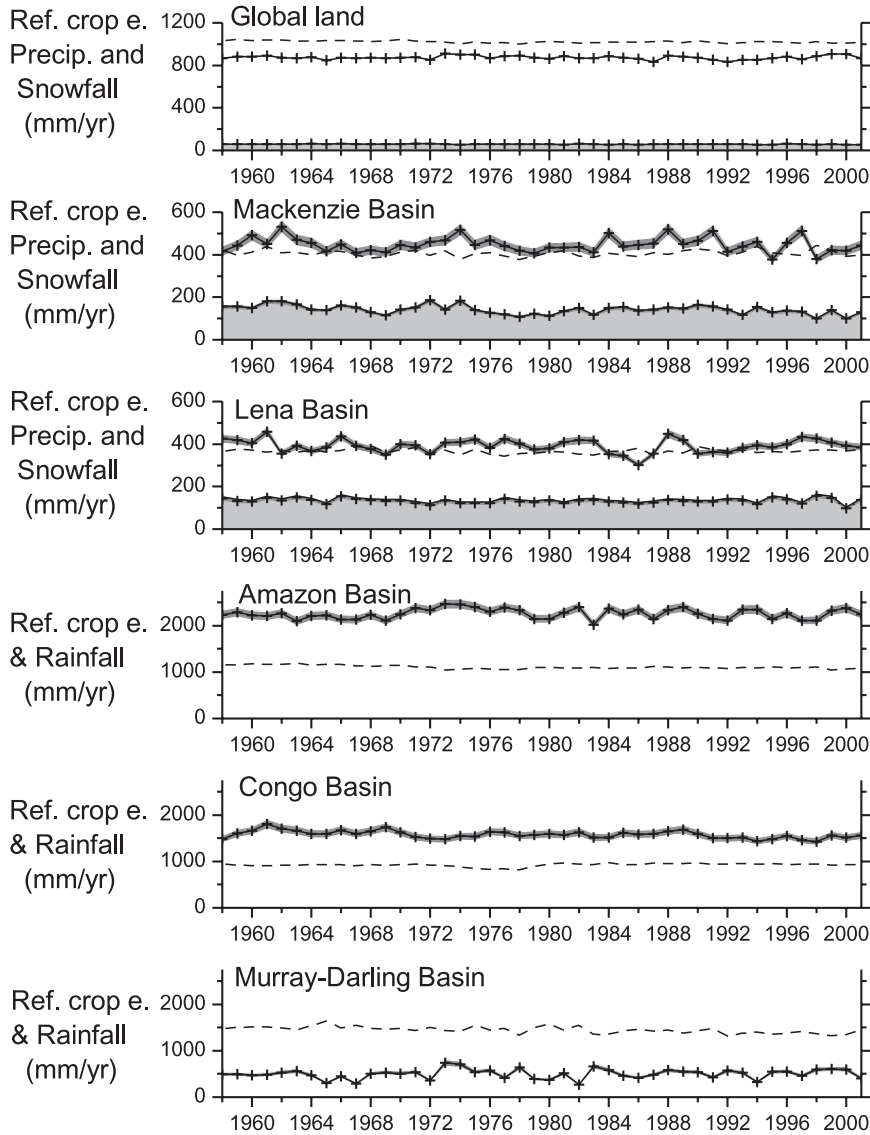 Global land
Ref. crop e.
Precip. and
Snowfall
(mm/yr)
1200
800
400
0
1960 1964 1968 1972 1976 1980 1984 1988 1992 1996 2000
Mackenzie Basin
Ref. crop e.
Precip. and
Snowfall
(mm/yr)
600
400
200
0
1960 1964 1968 1972 1976 1980 1984 1988 1992 1996 2000
Lena Basin
Ref. crop e.
Precip. and
Snowfall
(mm/yr)
600
400
200
0
1960 1964 1968 1972 1976 1980 1984 1988 1992 1996 2000
Amazon Basin
Ref. crop e.
& Rainfall
(mm/yr)
2000
1000
0
1960 1964 1968 1972 1976 1980 1984 1988 1992 1996 2000
Congo Basin
Ref. crop e.
& Rainfall
(mm/yr)
2000
1000
0
1960 1964 1968 1972 1976 1980 1984 1988 1992 1996 2000
Murray-Darling Basin
Ref. crop e.
& Rainfall
(mm/yr)
2000
1000
0
1960 1964 1968 1972 1976 1980 1984 1988 1992 1996 2000